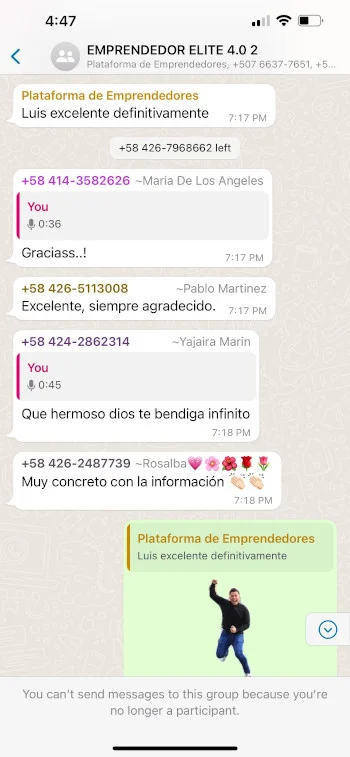 4:47
EMPRENDEDOR ELITE 4.0 2
Plataforma de Emprendedores, +507 6637-7651, +5...
Plataforma de Emprendedores
Luis excelente definitivamente
7:17 PM
+58 426-7968662 left
+58 414-3582626 ~Maria De Los Angeles
You
0:36
Graciass..!
7:17 PM
+58 426-5113008 ~Pablo Martinez
Excelente, siempre agradecido.
7:17 PM
+58 424-2862314 ~Yajaira Marin
You
0:45
Que hermoso dios te bendiga infinito
7:18 PM
+58 426-2487739 ~Rosalba💗🌸🌺🌹🌷
Muy concreto con la información 👏🏻👏🏻
7:18 PM
Plataforma de Emprendedores
Luis excelente definitivamente
You can't send messages to this group because you're
no longer a participant.